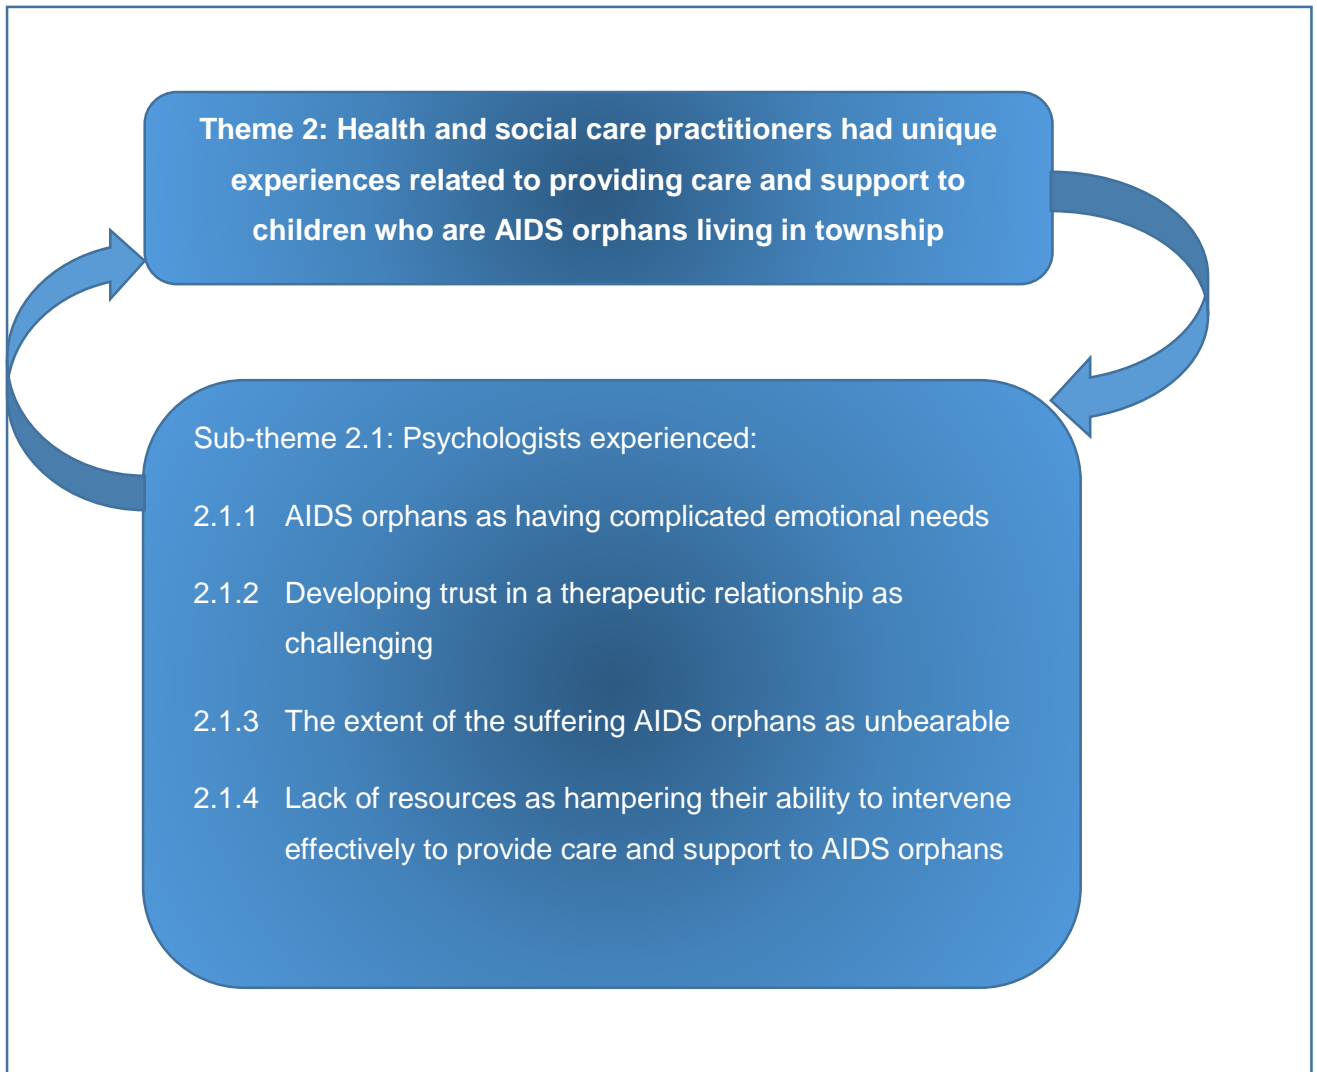 Theme 2: Health and social care practitioners had unique
experiences related to providing care and support to
children who are AIDS orphans living in township
Sub-theme 2.1: Psychologists experienced:
2.1.1 AIDS orphans as having complicated emotional needs
2.1.2 Developing trust in a therapeutic relationship as
challenging
2.1.3 The extent of the suffering AIDS orphans as unbearable
2.1.4 Lack of resources as hampering their ability to intervene
effectively to provide care and support to AIDS orphans